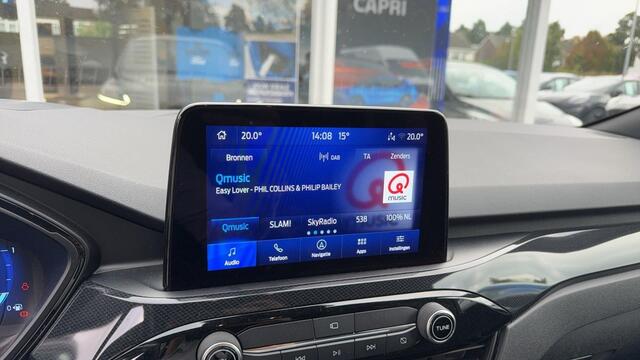 CAPRI
20.0° 14:08 15° 20.0°
Bronnen DAB TA Zenders
Qmusic
Easy Lover - PHIL COLLINS & PHILIP BAILEY
Q music
Qmusic SLAM! SkyRadio 538 100% NL
Audio Telefoon Navigatie Apps Instellingen
TUNE